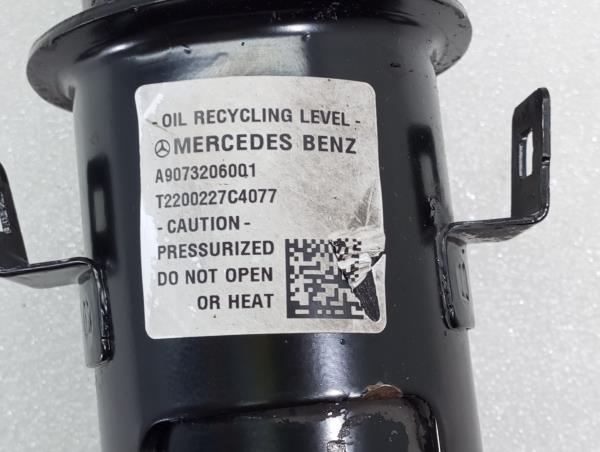 - OIL RECYCLING LEVEL -
MERCEDES BENZ
A9073206001
T2200227C4077
- CAUTION -
PRESSURIZED
DO NOT OPEN
OR HEAT